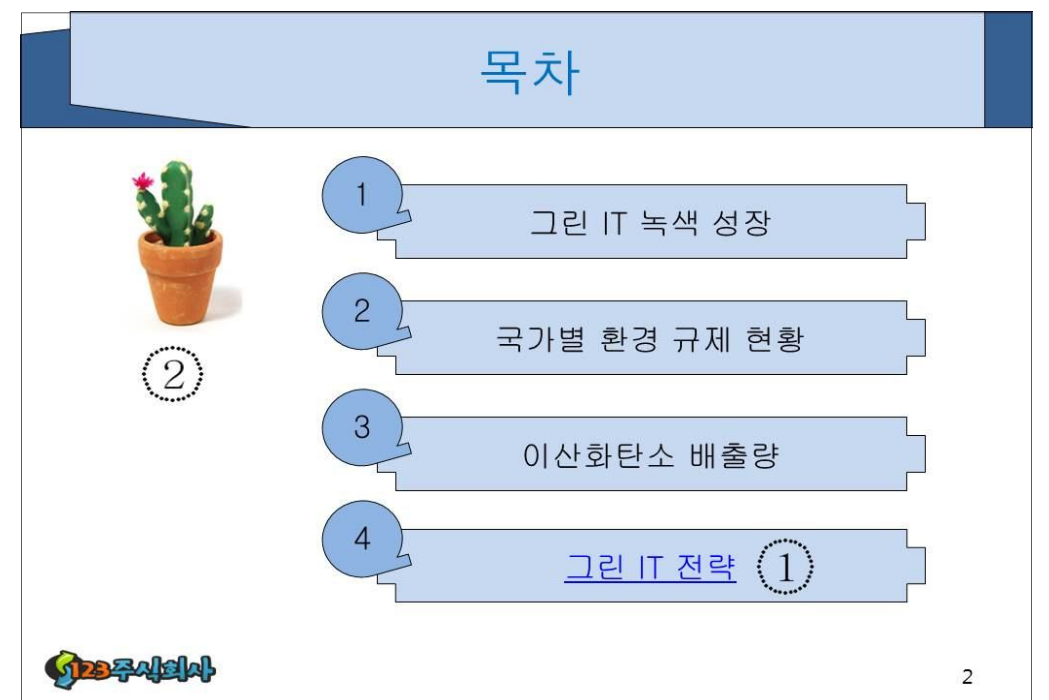 목차
1
그린 IT 녹색 성장
2
국가별 환경 규제 현황
②
3
이산화탄소 배출량
4
그린 IT 전략 ①
123주식회사
2